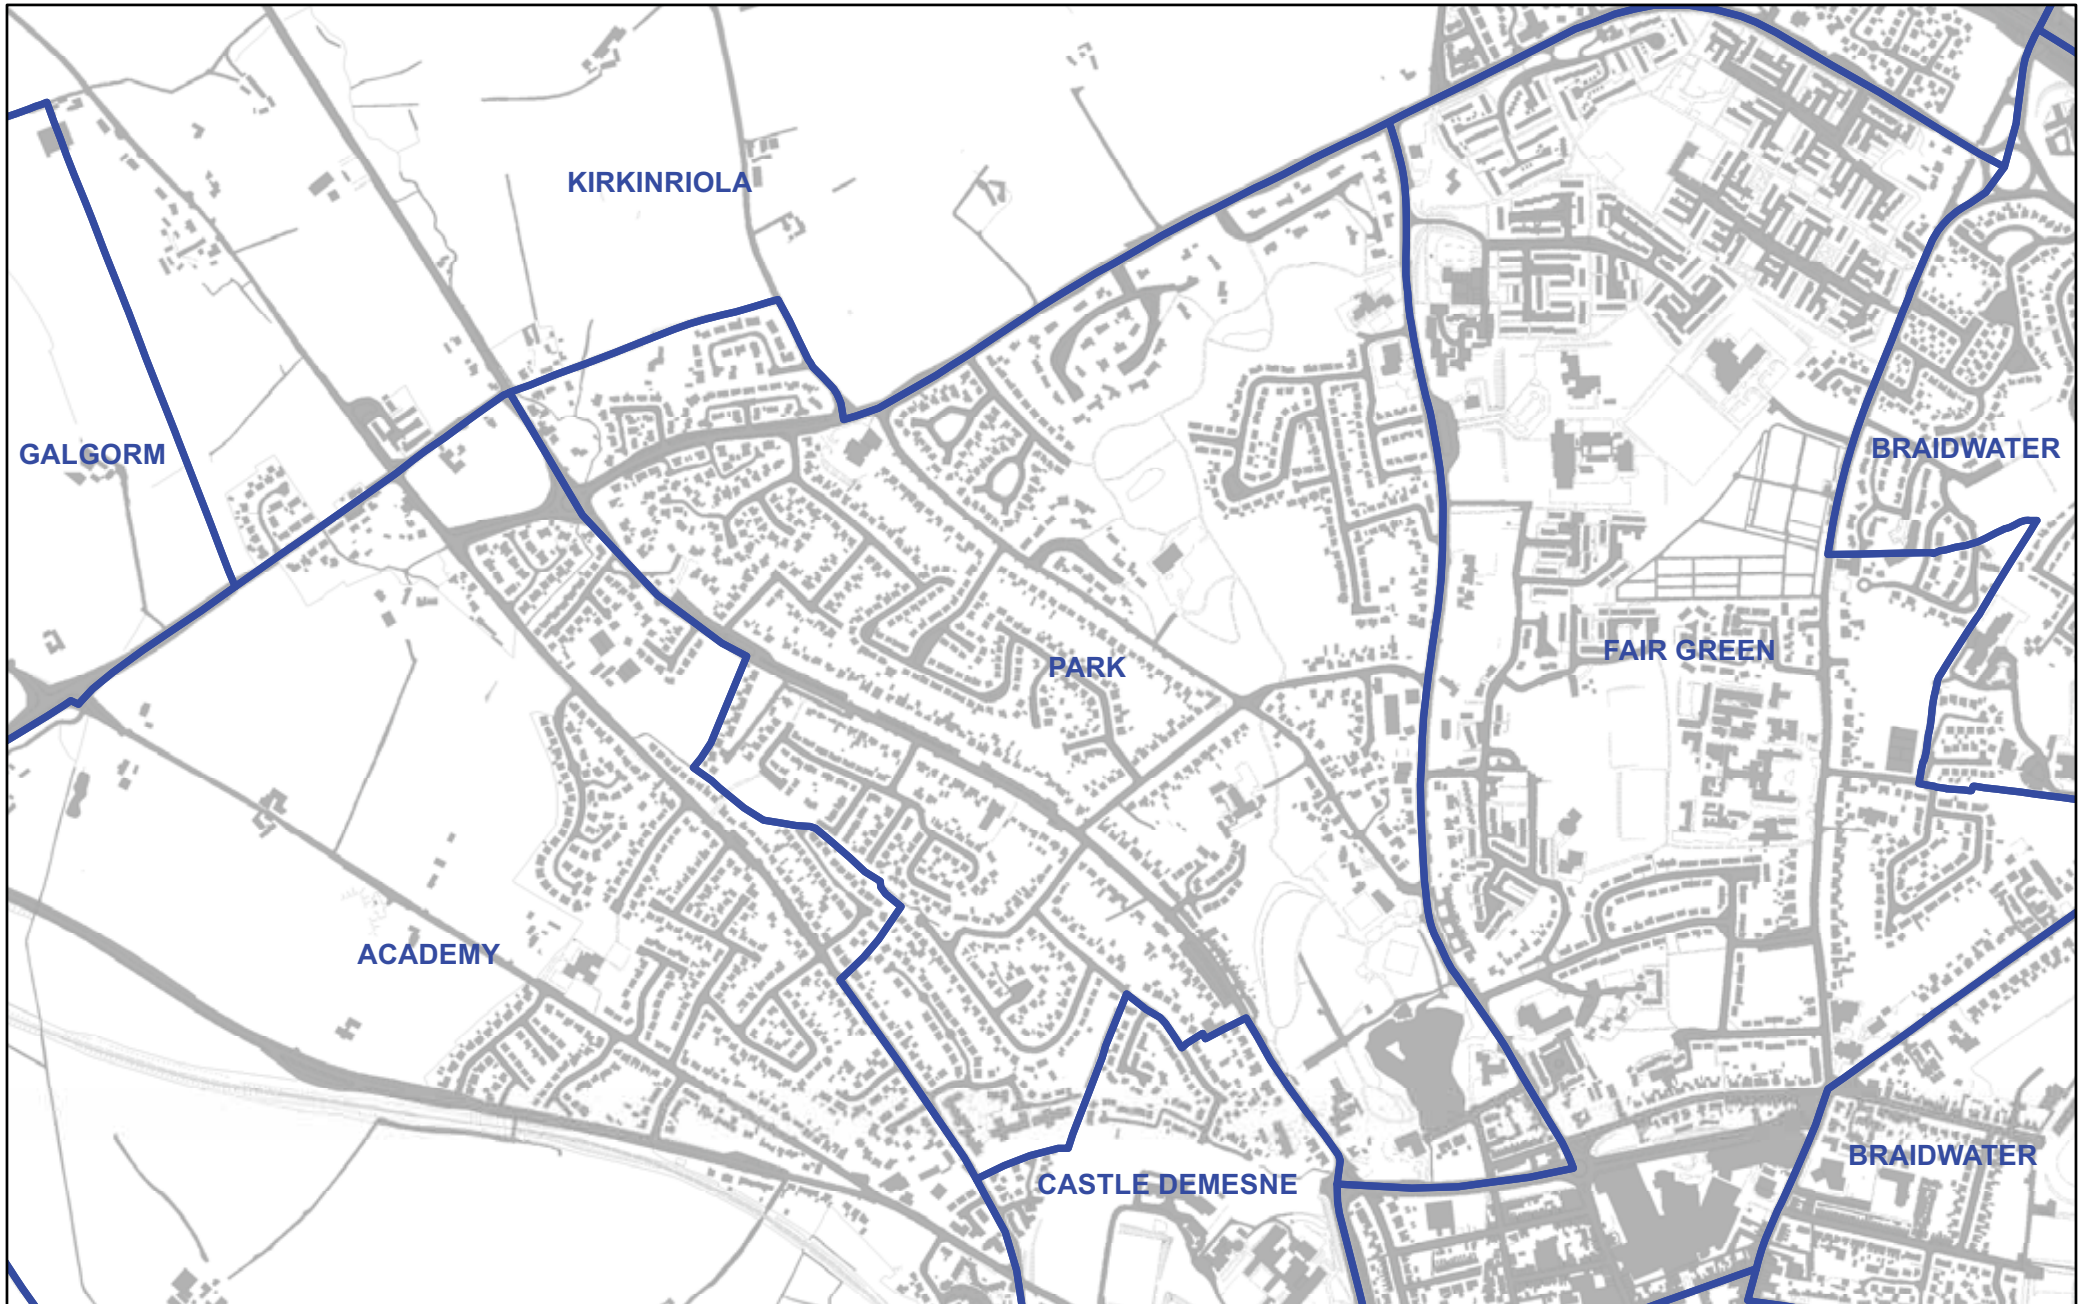 KIRKINRIOLA
GALGORM
BRAIDWATER
FAIR GREEN
PARK
ACADEMY
BRAIDWATER
CASTLE DEMESNE